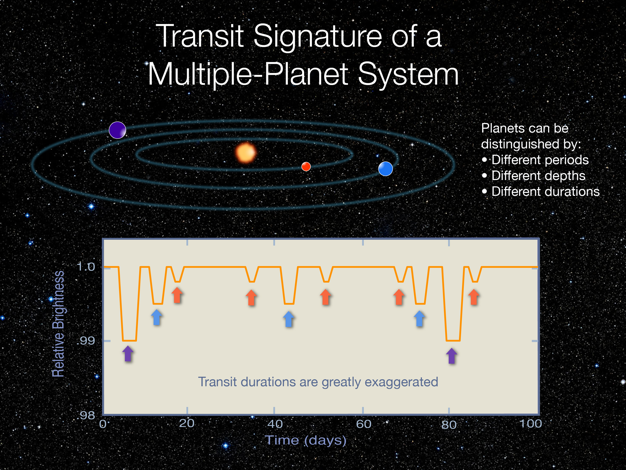 Transit Signature of a
Multiple-Planet System
Planets can be
distinguished by:
• Different periods
• Different depths
• Different durations
1.0
.99
.98
Relative Brightness
Transit durations are greatly exaggerated
0 20 40 60 80 100
Time (days)